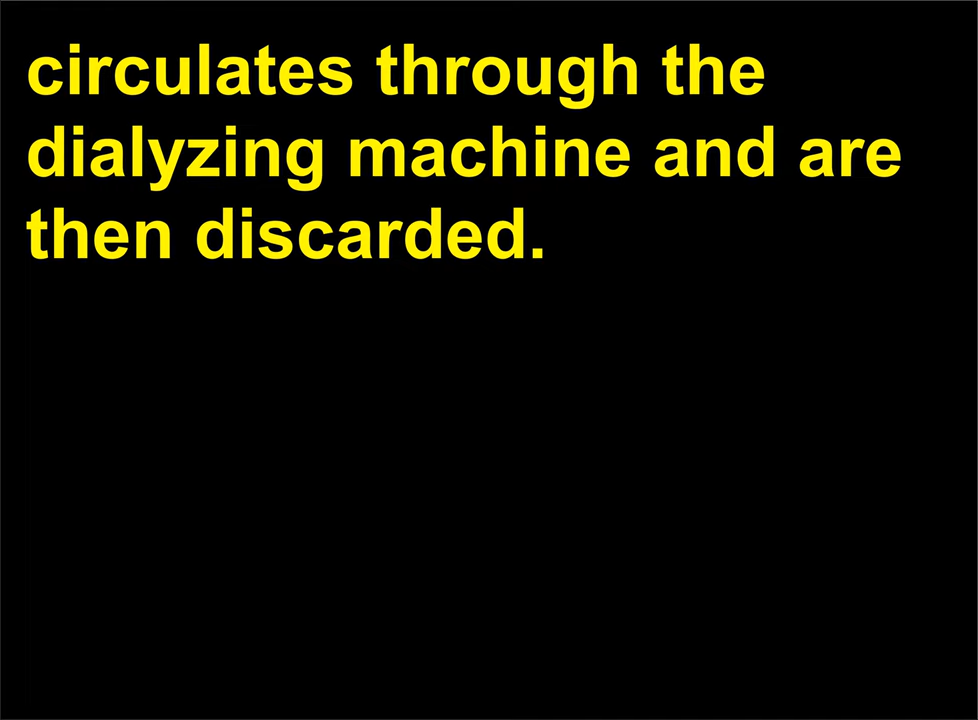 circulates through the
dialyzing machine and are
then discarded.